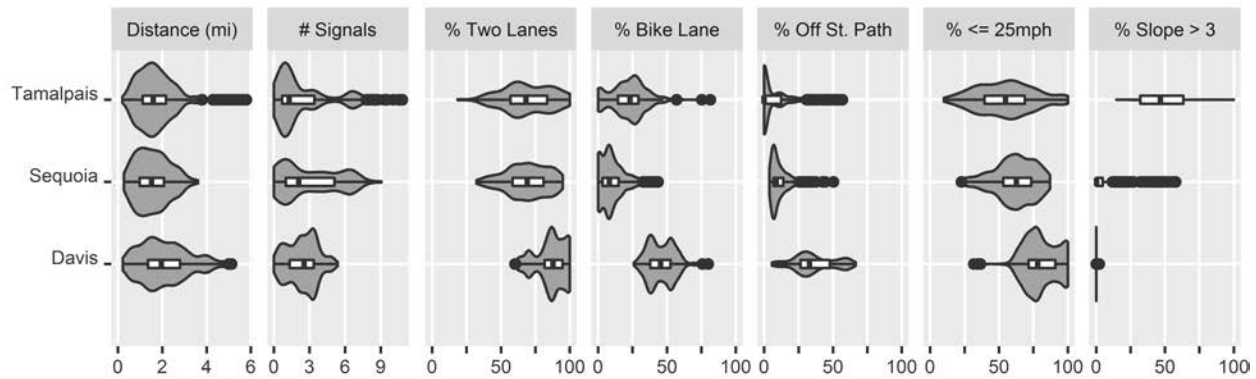 Distance (mi) # Signals % Two Lanes % Bike Lane % Off St. Path % <= 25mph % Slope > 3
Tamalpais
Sequoia
Davis
0 2 4 6 0 3 6 9 0 50 100 0 50 100 0 50 100 0 50 100 0 50 100